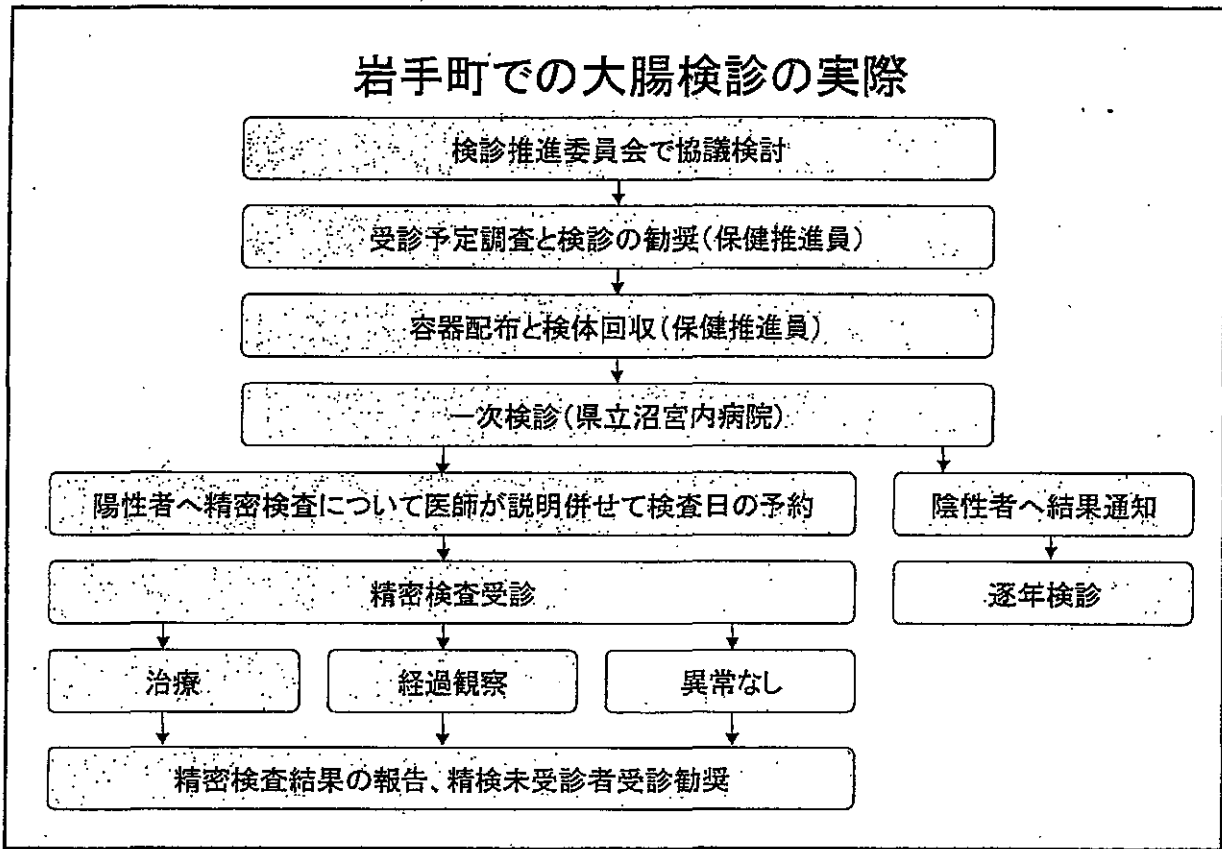 岩手町での大腸検診の実際
検診推進委員会で協議検討
受診予定調査と検診の勧奨(保健推進員)
容器配布と検体回収(保健推進員)
一次検診(県立沼宮内病院)
陽性者へ精密検査について医師が説明併せて検査日の予約
陰性者へ結果通知
精密検査受診
逐年検診
治療
経過観察
異常なし
精密検査結果の報告、精検未受診者受診勧奨